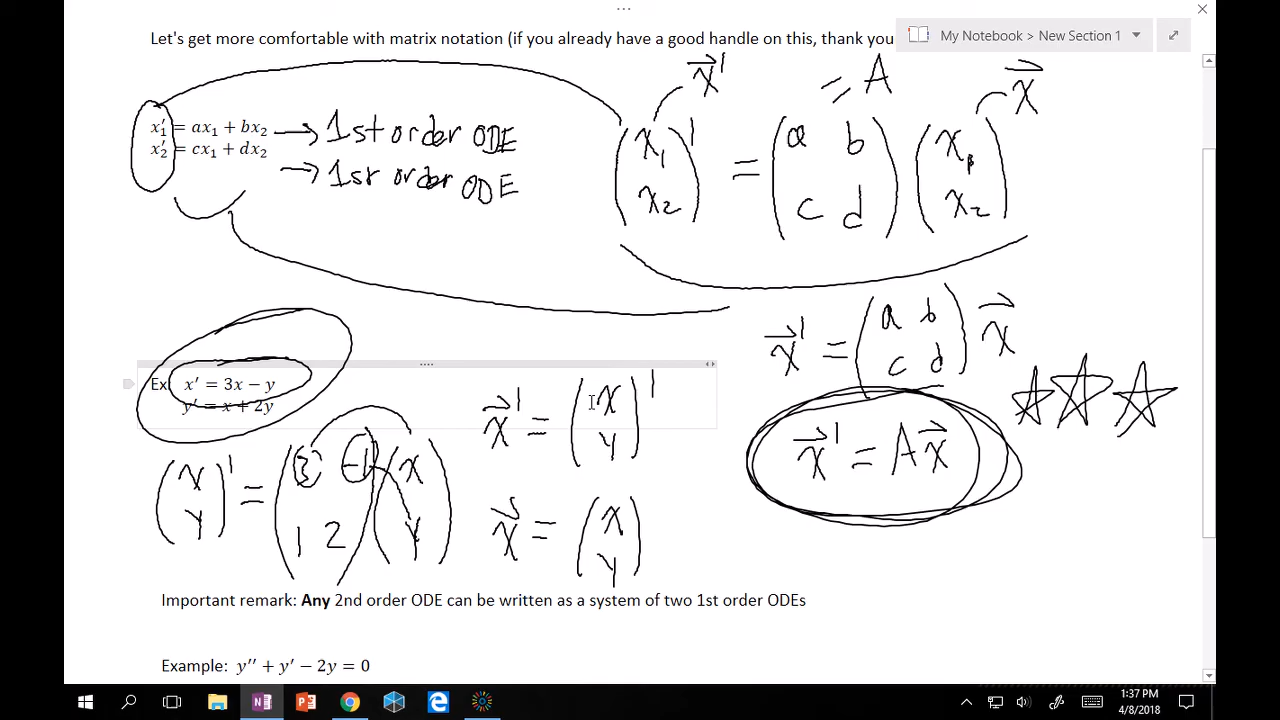 Let's get more comfortable with matrix notation (if you already have a good handle on this, thank you
My Notebook > New Section 1
x⃗' = A x⃗
x₁' = ax₁ + bx₂ → 1st order ODE
x₂' = cx₁ + dx₂ → 1st order ODE
(x₁ x₂)' = (a b c d) (x₁ x₂)
x⃗' = (a b c d) x⃗
Ex: x' = 3x − y
y' = x + 2y
x⃗' = (x y)'
x⃗' = A x⃗
(x y)' = (3 -1 1 2) (x y)
x⃗ = (x y)
Important remark: Any 2nd order ODE can be written as a system of two 1st order ODEs
Example: y'' + y' − 2y = 0
1:37 PM
4/8/2018